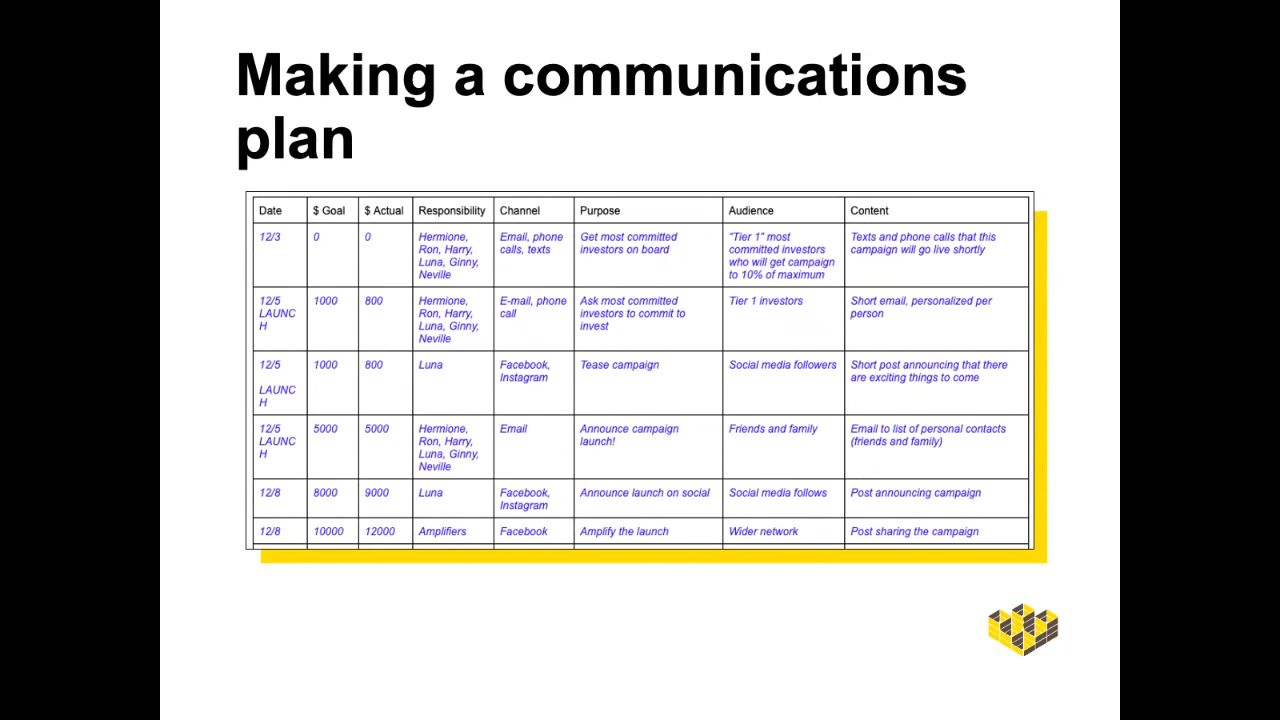 Making a communications
plan
Date $ Goal $ Actual Responsibility Channel Purpose Audience Content
12/3 0 0 Hermione, Email, phone Get most committed "Tier 1" most Texts and phone calls that this
Ron, Harry, calls, texts investors on board committed investors campaign will go live shortly
Luna, Ginny, who will get campaign
Neville to 10% of maximum
12/5 1000 800 Hermione, E-mail, phone Ask most committed Tier 1 investors Short email, personalized per
LAUNC Ron, Harry, call investors to commit to person
H Luna, Ginny, invest
Neville
12/5 1000 800 Luna Facebook, Tease campaign Social media followers Short post announcing that there
Instagram are exciting things to come
LAUNC
H
12/5 5000 5000 Hermione, Email Announce campaign Friends and family Email to list of personal contacts
LAUNC Ron, Harry, launch! (friends and family)
H Luna, Ginny,
Neville
12/8 8000 9000 Luna Facebook, Announce launch on social Social media follows Post announcing campaign
Instagram
12/8 10000 12000 Amplifiers Facebook Amplify the launch Wider network Post sharing the campaign